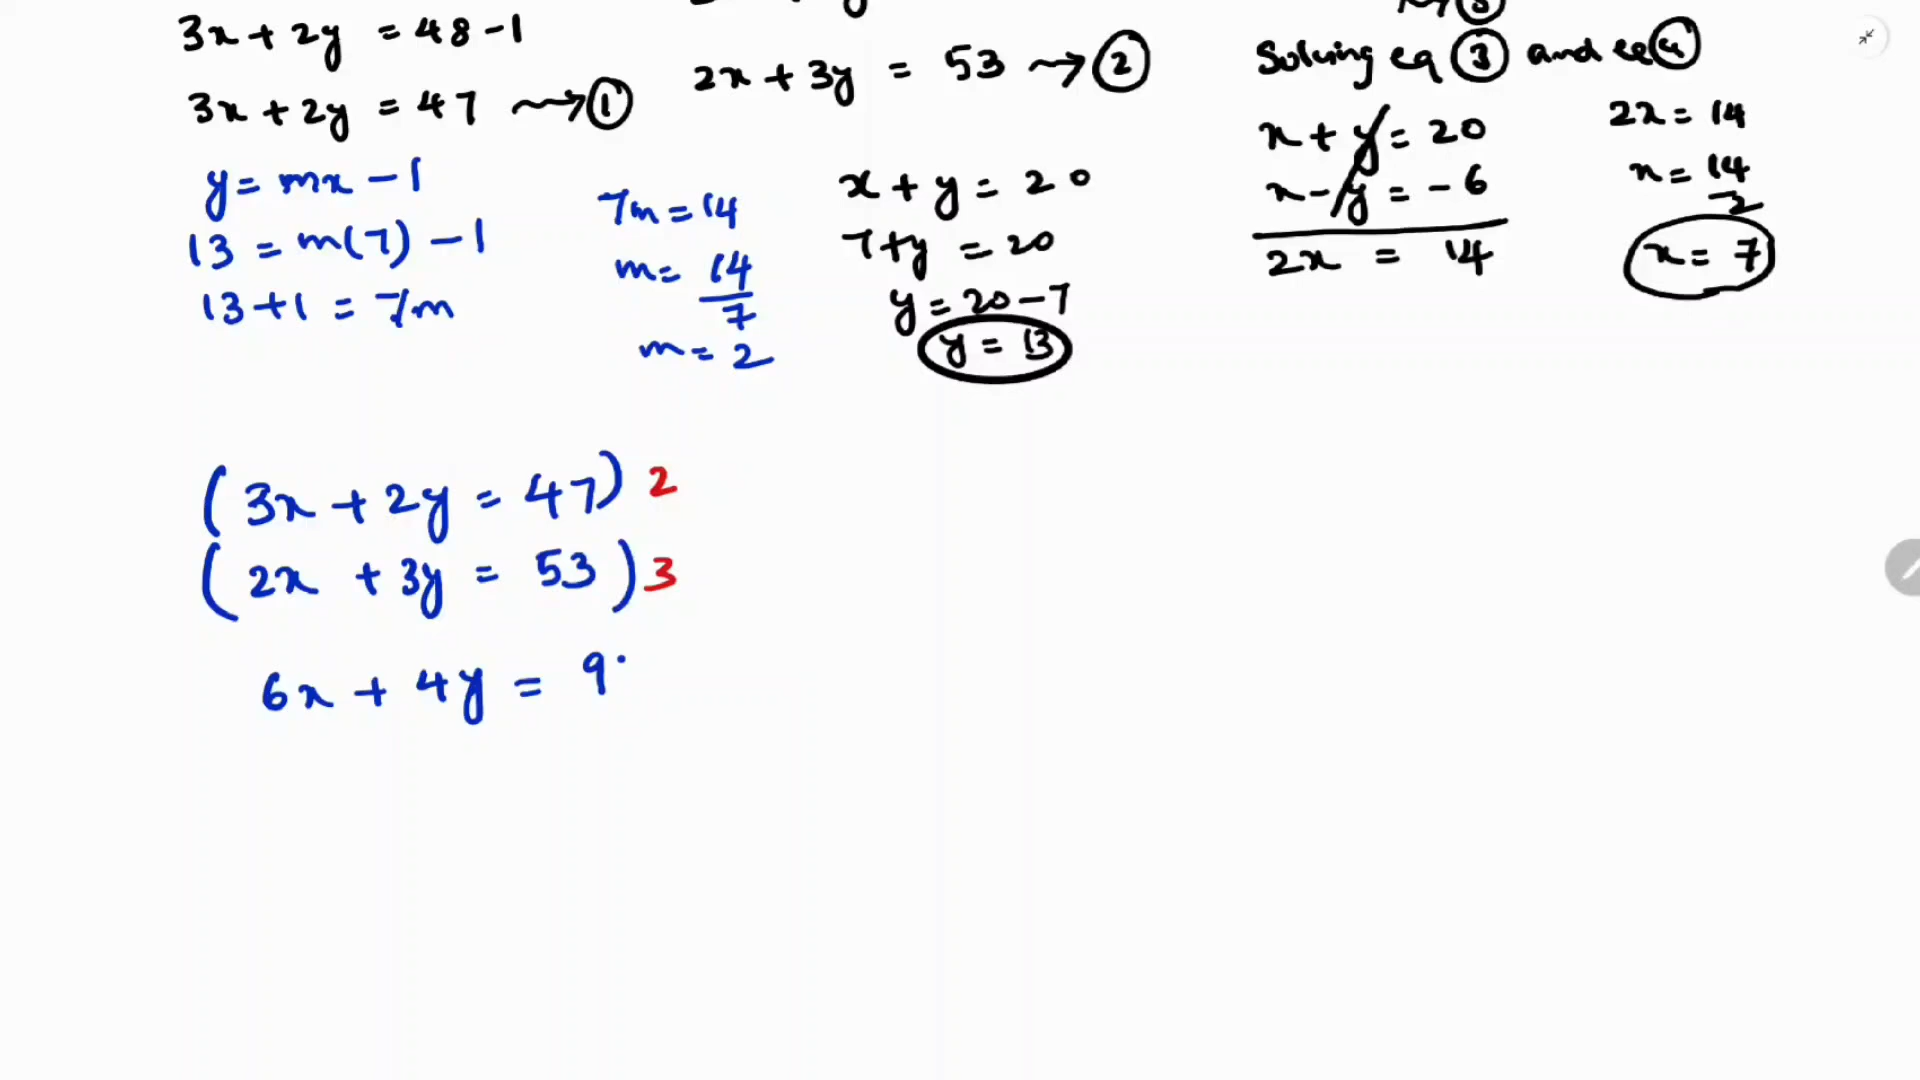 3x + 2y = 48 - 1
3x + 2y = 47 ⟿ ①
2x + 3y = 53 ⟿ ②
y = mx - 1
13 = m(7) - 1
13 + 1 = 7m
7m = 14
m = 14/7
m = 2
x + y = 20
7 + y = 20
y = 20 - 7
y = 13
Solving eq ③ and eq ④
x + y = 20
x - y = -6
2x = 14
2x = 14
x = 14/2
x = 7
(3x + 2y = 47) 2
(2x + 3y = 53) 3
6x + 4y = 9